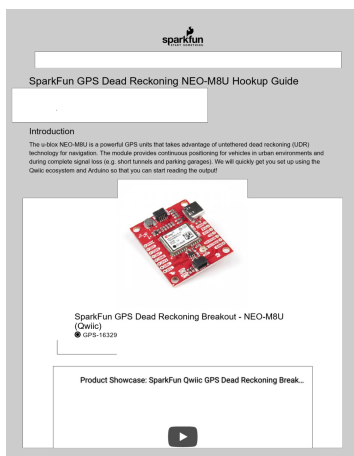 sparkfun
START SOMETHING
SparkFun GPS Dead Reckoning NEO-M8U Hookup Guide
Introduction
The u-blox NEO-M8U is a powerful GPS units that takes advantage of untethered dead reckoning (UDR)
technology for navigation. The module provides continuous positioning for vehicles in urban environments and
during complete signal loss (e.g. short tunnels and parking garages). We will quickly get you set up using the
Qwiic ecosystem and Arduino so that you can start reading the output!
SparkFun GPS Dead Reckoning Breakout - NEO-M8U
(Qwiic)
GPS-16329
Product Showcase: SparkFun Qwiic GPS Dead Reckoning Break...